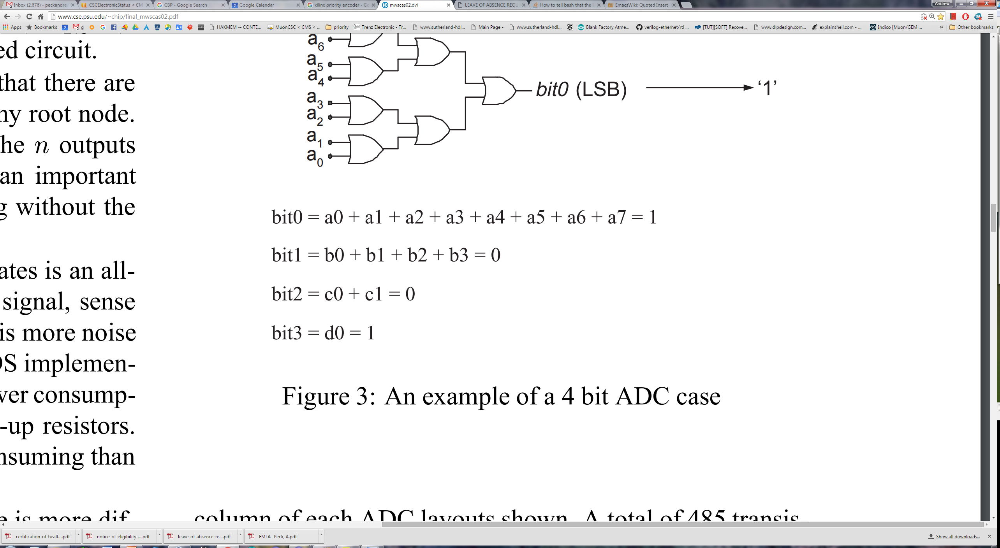 Inbox (2,676) - peckandre
CSCElectronicStatus < CM
CBP - Google Search
Google Calendar
xilinx priority encoder - Go
mwscas02.dvi
LEAVE OF ABSENCE REQU
How to tell bash that the l
EmacsWiki: Quoted Insert
Andrew
www.cse.psu.edu/~chip/final_mwscas02.pdf
Apps
Bookmarks
g
HAKMEM -- CONTE...
MuonCSC < CMS < ...
priority
Trenz Electronic - Tr...
www.sutherland-hdl...
Main Page -
www.sutherland-hdl...
Blank Factory Atme...
verilog-ethernet/rtl ...
[TUT][SOFT] Recove...
www.dlpdesign.com...
explainshell.com - ...
Indico [Muon/GEM ...
»
Other bookmarks
ed circuit.
that there are
ny root node.
he n outputs
an important
g without the
ates is an all-
signal, sense
is more noise
OS implemen-
ver consump-
-up resistors.
nsuming than
e is more dif
a6
a5
a4
a3
a2
a1
a0
bit0 (LSB)
‘1’
bit0 = a0 + a1 + a2 + a3 + a4 + a5 + a6 + a7 = 1
bit1 = b0 + b1 + b2 + b3 = 0
bit2 = c0 + c1 = 0
bit3 = d0 = 1
Figure 3: An example of a 4 bit ADC case
column of each ADC layouts shown. A total of 485 transis-
certification-of-healt....pdf
notice-of-eligibility-....pdf
leave-of-absence-re....pdf
FMLA- Peck, A.pdf
Show all downloads...